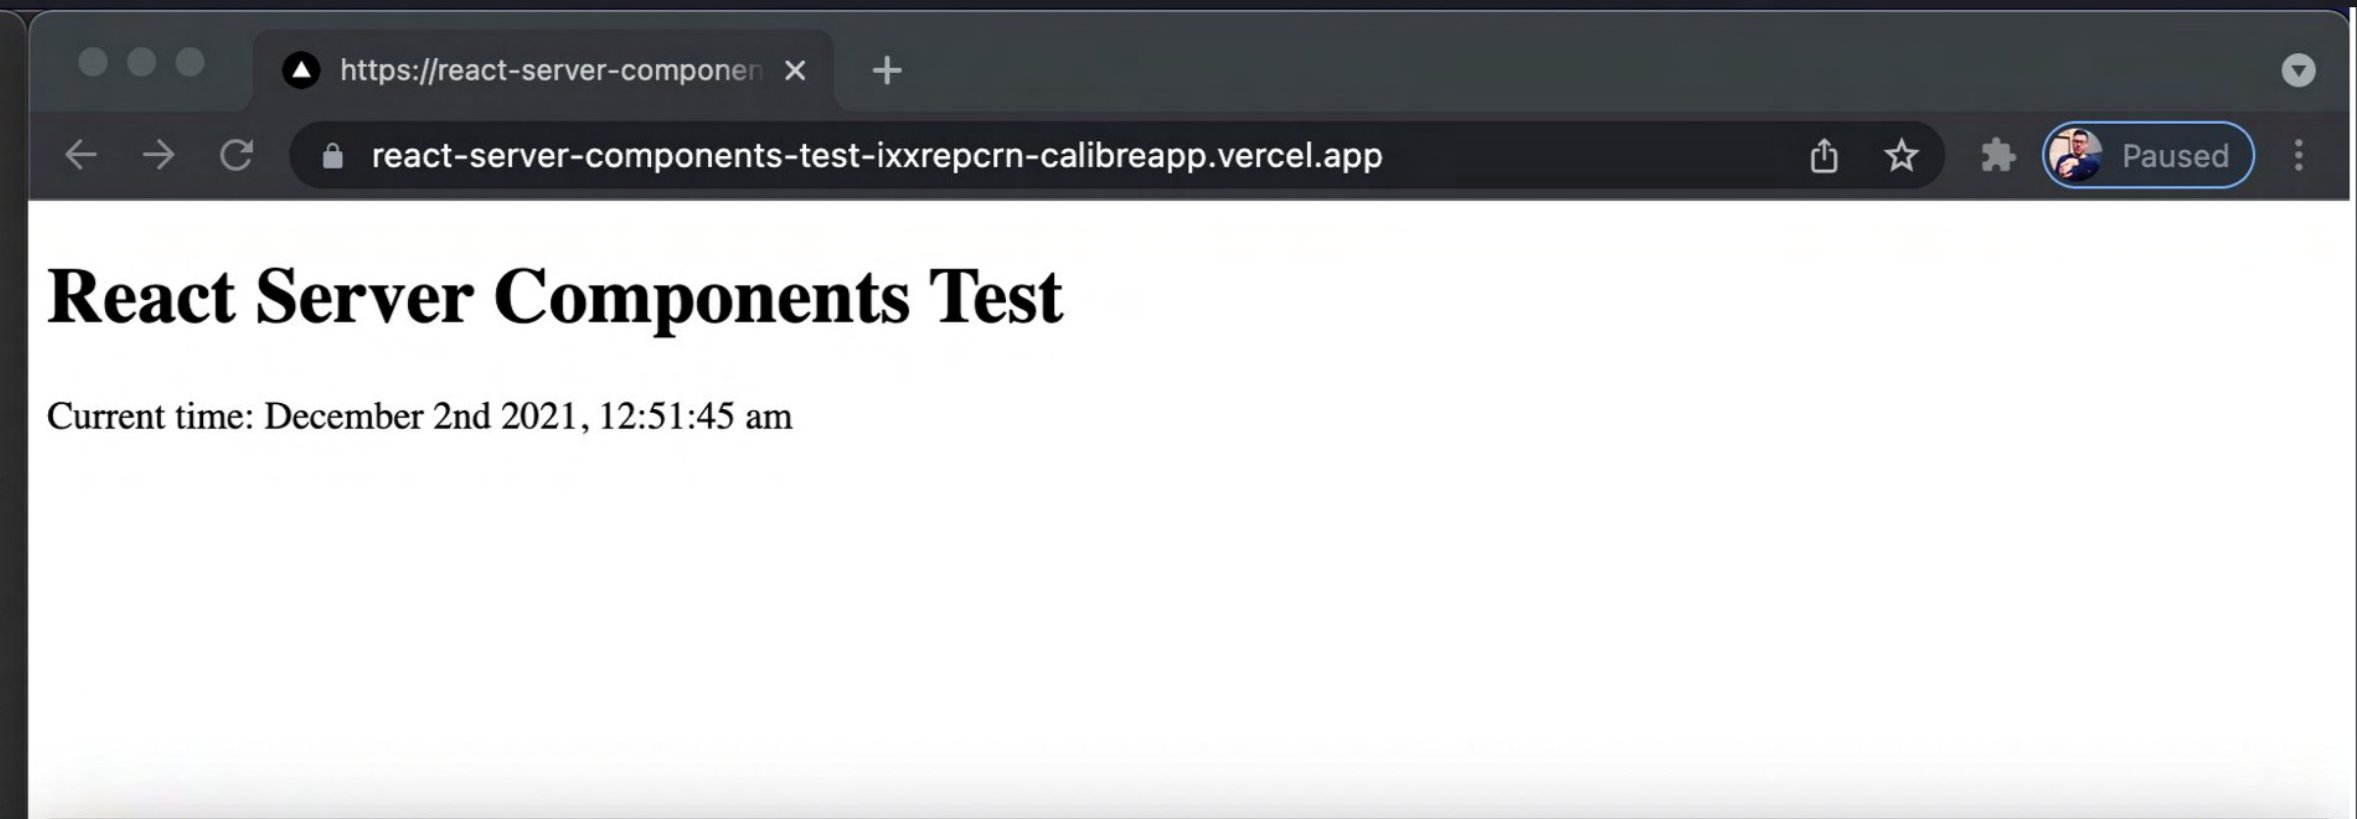 https://react-server-componen
react-server-components-test-ixxrepcrn-calibreapp.vercel.app
Paused
React Server Components Test
Current time: December 2nd 2021, 12:51:45 am